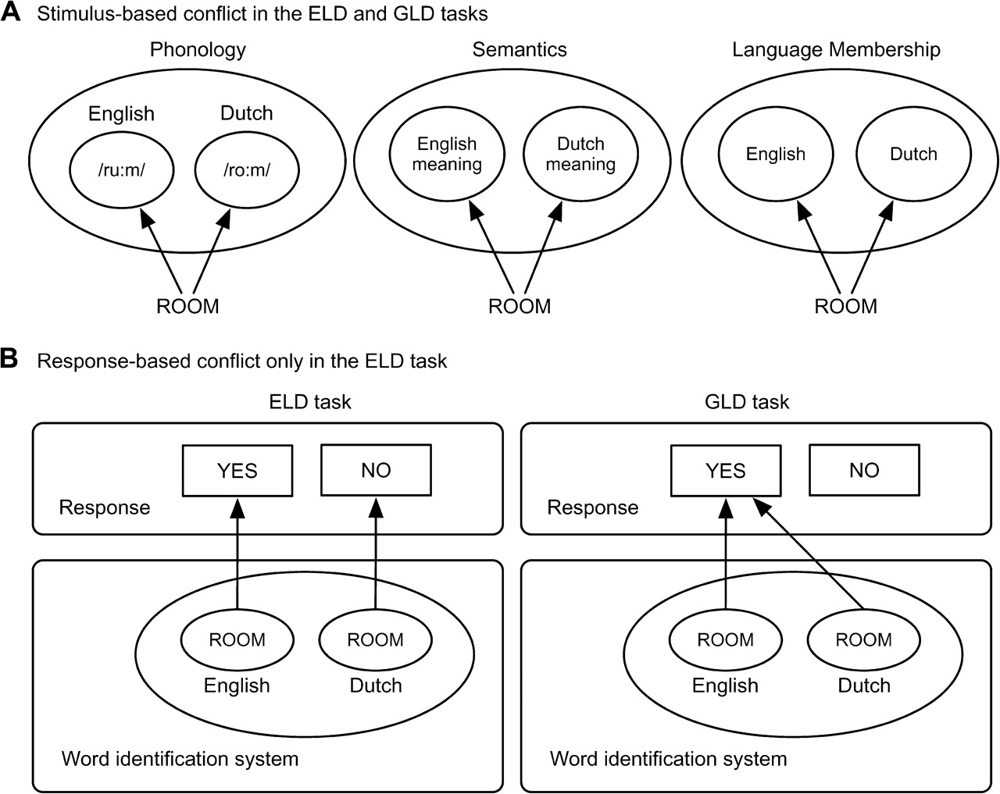 A Stimulus-based conflict in the ELD and GLD tasks
Phonology
Semantics
Language Membership
English
Dutch
/ru:m/
/ro:m/
English
meaning
Dutch
meaning
English
Dutch
ROOM
ROOM
ROOM
B Response-based conflict only in the ELD task
ELD task
GLD task
YES
NO
Response
YES
NO
Response
ROOM
ROOM
English
Dutch
Word identification system
ROOM
ROOM
English
Dutch
Word identification system